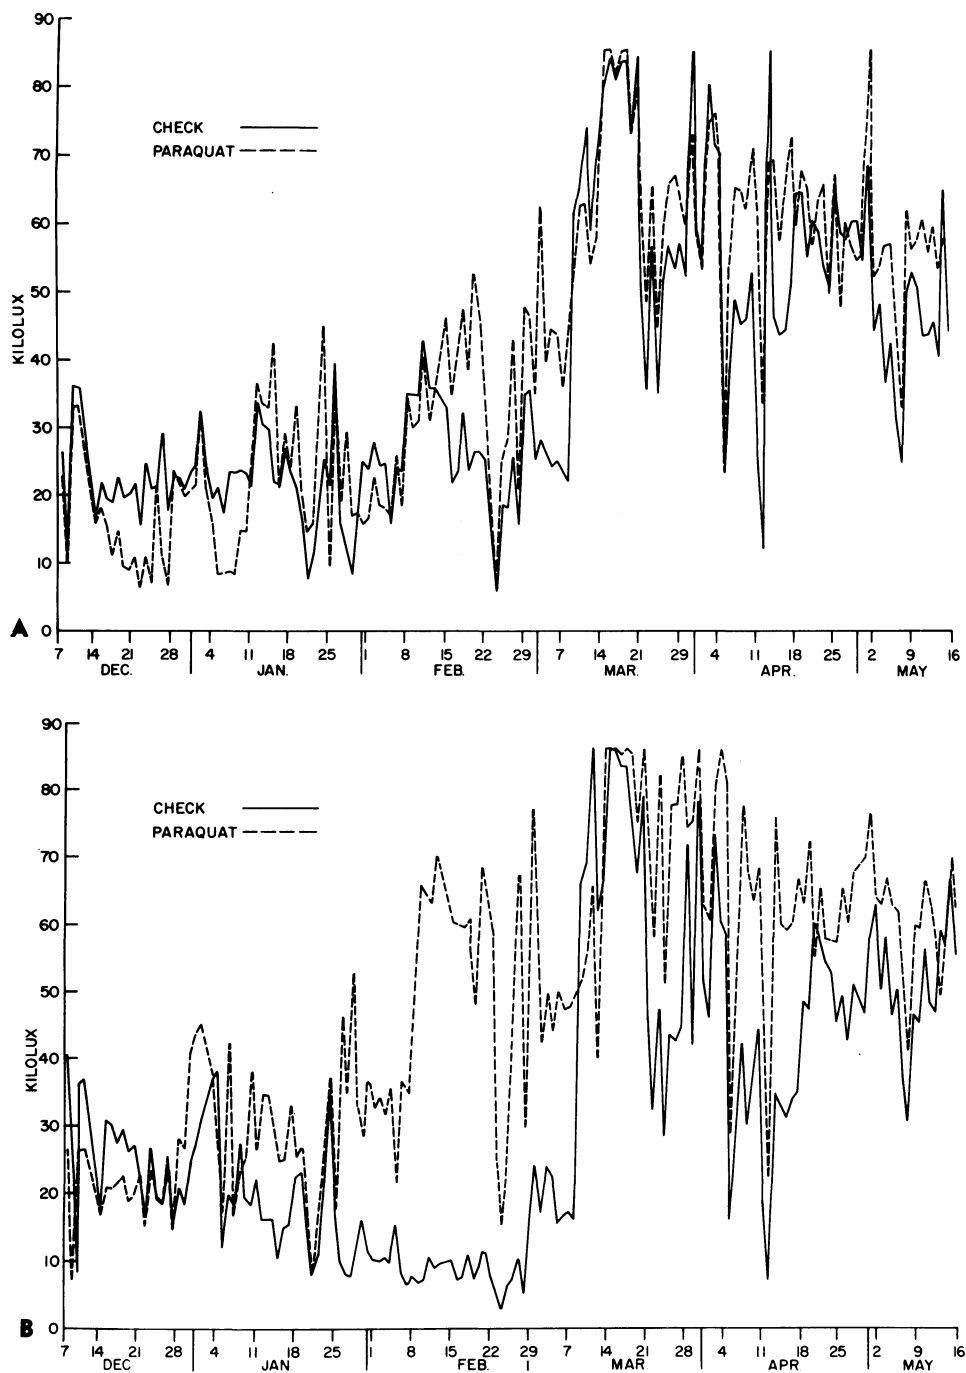 90
80
CHECK
70
PARAQUAT
60
50
KILOLUX
40
30
20
10
A 0
7 14 21 28 4 11 18 25 1 8 15 22 29 7 14 21 29 4 11 18 25 2 9 16
DEC. JAN. FEB. MAR. APR. MAY
90
80
CHECK
PARAQUAT
70
60
50
KILOLUX
40
30
20
10
B 0
7 14 21 28 4 11 18 25 1 8 15 22 29 7 14 21 28 4 11 18 25 2 9 16
DEC JAN. FEB. 1 MAR. APR. MAY